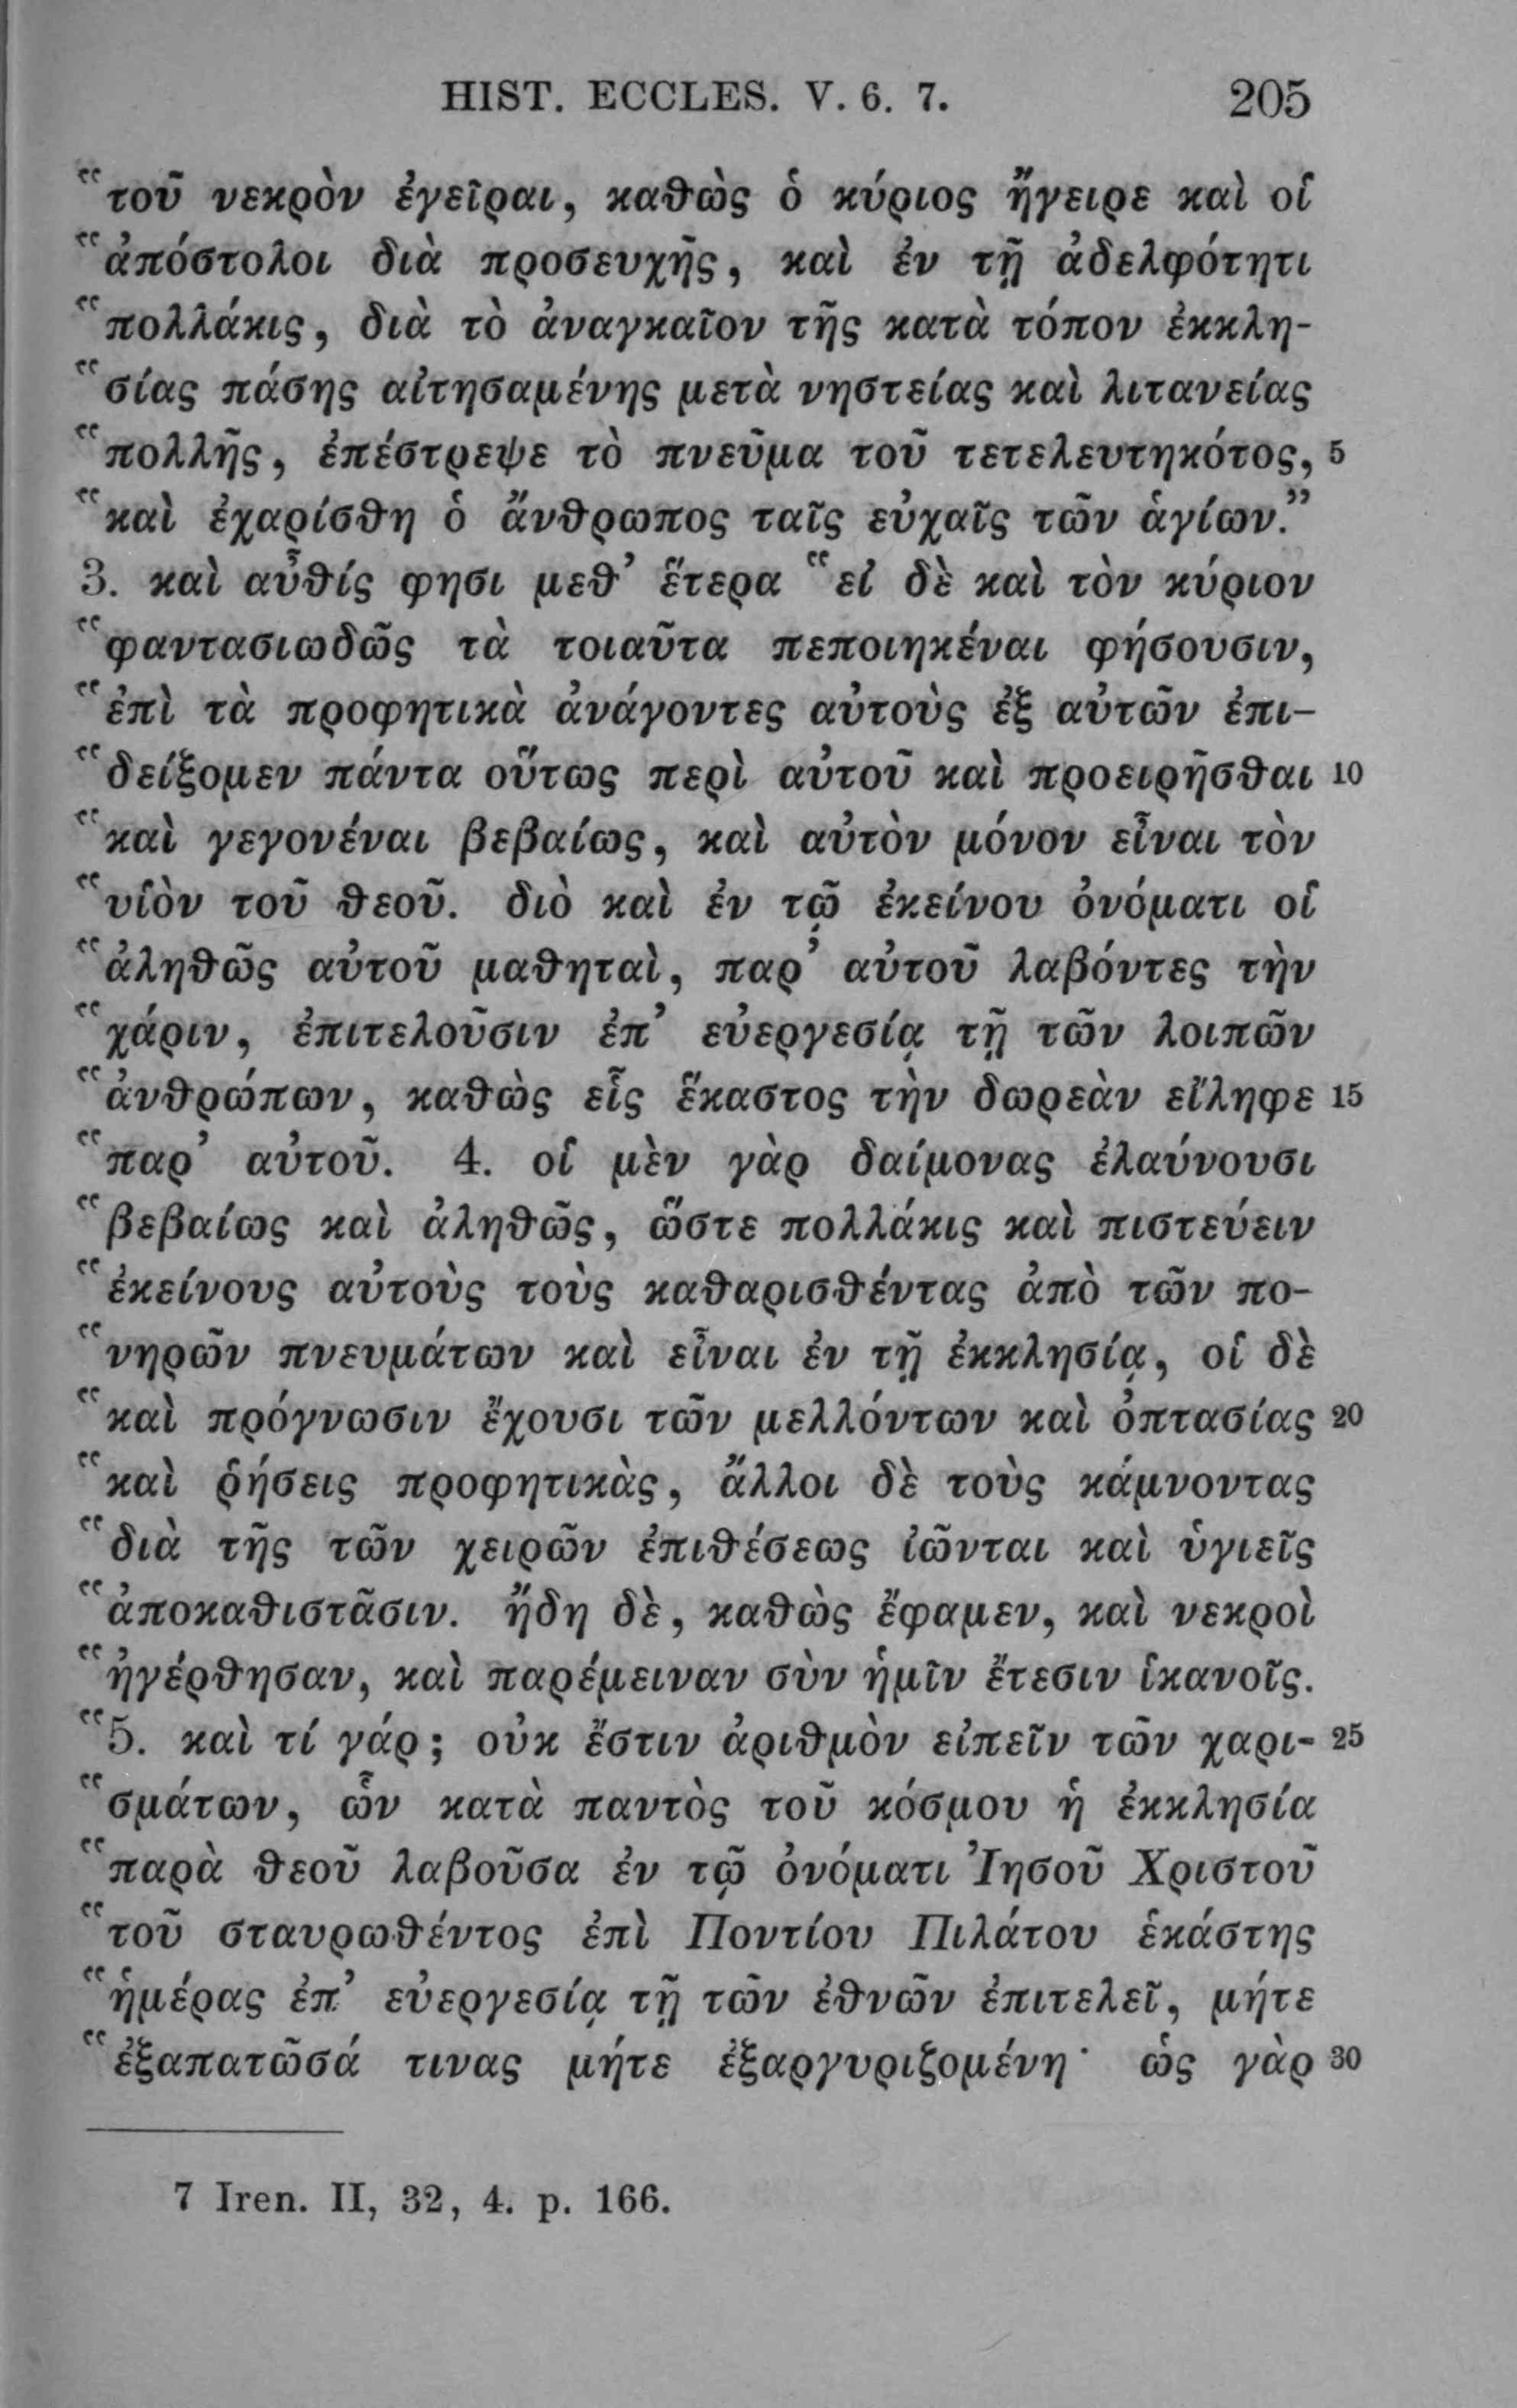 HIST. ECCLES. V. 6. 7. 205
“τοῦ νεκρὸν ἐγεῖραι, καθὼς ὁ κύριος ἤγειρε καὶ οἱ
“ἀπόστολοι διὰ προσευχῆς, καὶ ἐν τῇ ἀδελφότητι
“πολλάκις, διὰ τὸ ἀναγκαῖον τῆς κατὰ τόπον ἐκκλη-
“σίας πάσης αἰτησαμένης μετὰ νηστείας καὶ λιτανείας
“πολλῆς, ἐπέστρεψε τὸ πνεῦμα τοῦ τετελευτηκότος, 5
“καὶ ἐχαρίσθη ὁ ἄνθρωπος ταῖς εὐχαῖς τῶν ἁγίων.”
3. καὶ αὖθίς φησι μεθ’ ἕτερα “εἰ δὲ καὶ τὸν κύριον
“φαντασιωδῶς τὰ τοιαῦτα πεποιηκέναι φήσουσιν,
“ἐπὶ τὰ προφητικὰ ἀνάγοντες αὐτοὺς ἐξ αὐτῶν ἐπι-
“δείξομεν πάντα οὕτως περὶ αὐτοῦ καὶ προειρῆσθαι 10
“καὶ γεγονέναι βεβαίως, καὶ αὐτὸν μόνον εἶναι τὸν
“υἱὸν τοῦ θεοῦ. διὸ καὶ ἐν τῷ ἐκείνου ὀνόματι οἱ
“ἀληθῶς αὐτοῦ μαθηταὶ, παρ’ αὐτοῦ λαβόντες τὴν
“χάριν, ἐπιτελοῦσιν ἐπ’ εὐεργεσίᾳ τῇ τῶν λοιπῶν
“ἀνθρώπων, καθὼς εἷς ἕκαστος τὴν δωρεὰν εἴληφε 15
“παρ’ αὐτοῦ. 4. οἱ μὲν γὰρ δαίμονας ἐλαύνουσι
“βεβαίως καὶ ἀληθῶς, ὥστε πολλάκις καὶ πιστεύειν
“ἐκείνους αὐτοὺς τοὺς καθαρισθέντας ἀπὸ τῶν πο-
“νηρῶν πνευμάτων καὶ εἶναι ἐν τῇ ἐκκλησίᾳ, οἱ δὲ
“καὶ πρόγνωσιν ἔχουσι τῶν μελλόντων καὶ ὀπτασίας 20
“καὶ ῥήσεις προφητικὰς, ἄλλοι δὲ τοὺς κάμνοντας
“διὰ τῆς τῶν χειρῶν ἐπιθέσεως ἰῶνται καὶ ὑγιεῖς
“ἀποκαθιστᾶσιν. ἤδη δὲ, καθὼς ἔφαμεν, καὶ νεκροὶ
“ἠγέρθησαν, καὶ παρέμειναν σὺν ἡμῖν ἔτεσιν ἱκανοῖς.
“5. καὶ τί γάρ; οὐκ ἔστιν ἀριθμὸν εἰπεῖν τῶν χαρι- 25
“σμάτων, ὧν κατὰ παντὸς τοῦ κόσμου ἡ ἐκκλησία
“παρὰ θεοῦ λαβοῦσα ἐν τῷ ὀνόματι Ἰησοῦ Χριστοῦ
“τοῦ σταυρωθέντος ἐπὶ Ποντίου Πιλάτου ἑκάστης
“ἡμέρας ἐπ’ εὐεργεσίᾳ τῇ τῶν ἐθνῶν ἐπιτελεῖ, μήτε
“ἐξαπατῶσά τινας μήτε ἐξαργυριζομένη· ὡς γὰρ 30
7 Iren. II, 32, 4. p. 166.